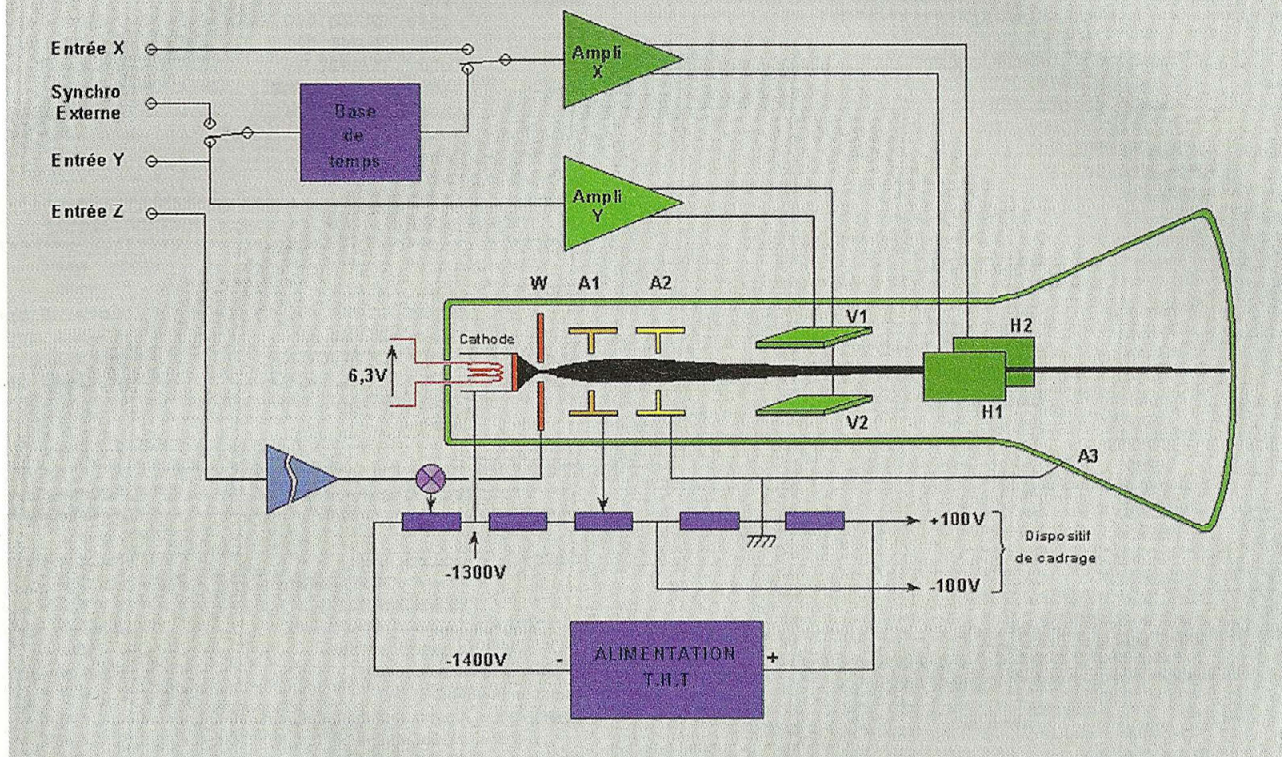 Entrée X
Synchro
Externe
Entrée Y
Entrée Z
Base
de
temps
Ampli
X
Ampli
Y
W
A1
A2
V1
V2
H2
H1
A3
Cathode
6,3V
-1300V
+100V
-100V
Dispositif
de cadrage
-1400V
-
+
ALIMENTATION
T.H.T